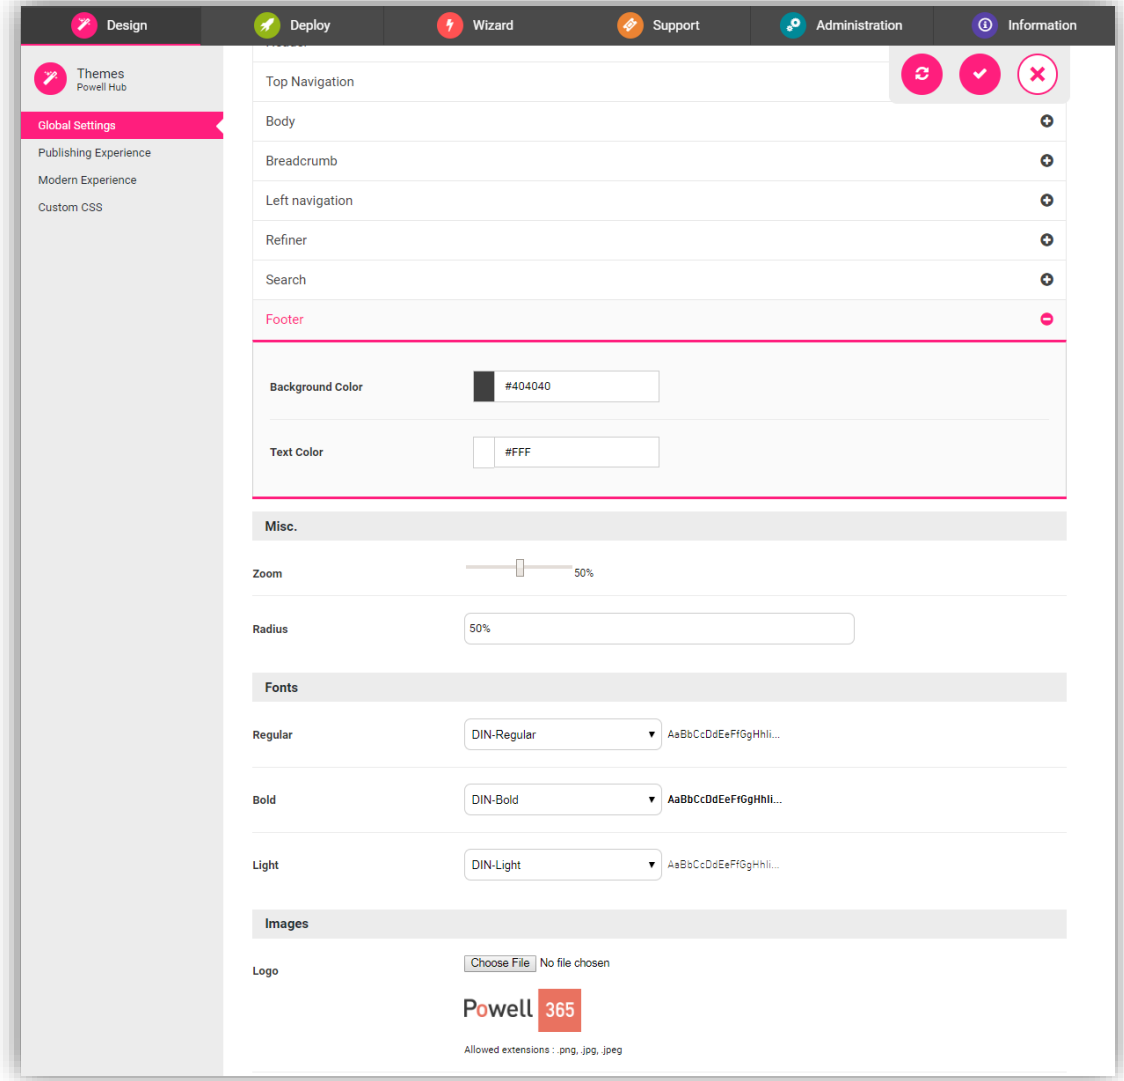 Design
Deploy
Wizard
Support
Administration
Information
Themes
Powell Hub
Global Settings
Publishing Experience
Modern Experience
Custom CSS
Header
Top Navigation
Body
Breadcrumb
Left navigation
Refiner
Search
Footer
Background Color
#404040
Text Color
#FFF
Misc.
Zoom
50%
Radius
50%
Fonts
Regular
DIN-Regular
AaBbCcDdEeFfGgHhIi...
Bold
DIN-Bold
AaBbCcDdEeFfGgHhIi...
Light
DIN-Light
AaBbCcDdEeFfGgHhIi...
Images
Logo
Choose File No file chosen
Powell 365
Allowed extensions : .png, .jpg, .jpeg